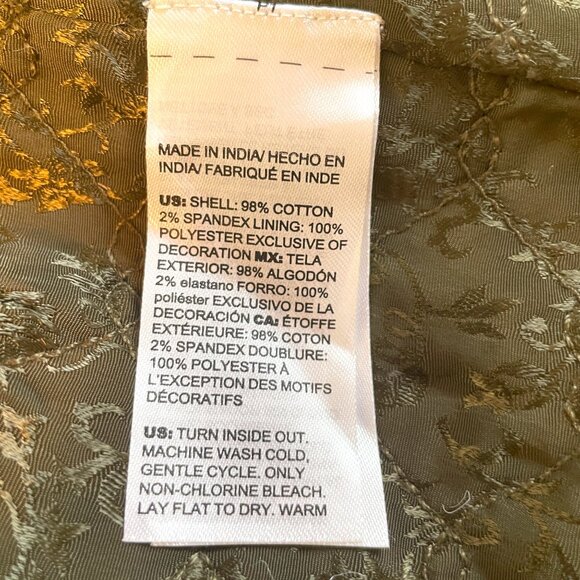 MADE IN INDIA/ HECHO EN
INDIA/ FABRIQUÉ EN INDE
US: SHELL: 98% COTTON
2% SPANDEX LINING: 100%
POLYESTER EXCLUSIVE OF
DECORATION MX: TELA
EXTERIOR: 98% ALGODÓN
2% elastano FORRO: 100%
poliéster EXCLUSIVO DE LA
DECORACIÓN CA: ÉTOFFE
EXTÉRIEURE: 98% COTON
2% SPANDEX DOUBLURE:
100% POLYESTER À
L'EXCEPTION DES MOTIFS
DÉCORATIFS
US: TURN INSIDE OUT.
MACHINE WASH COLD,
GENTLE CYCLE. ONLY
NON-CHLORINE BLEACH.
LAY FLAT TO DRY. WARM